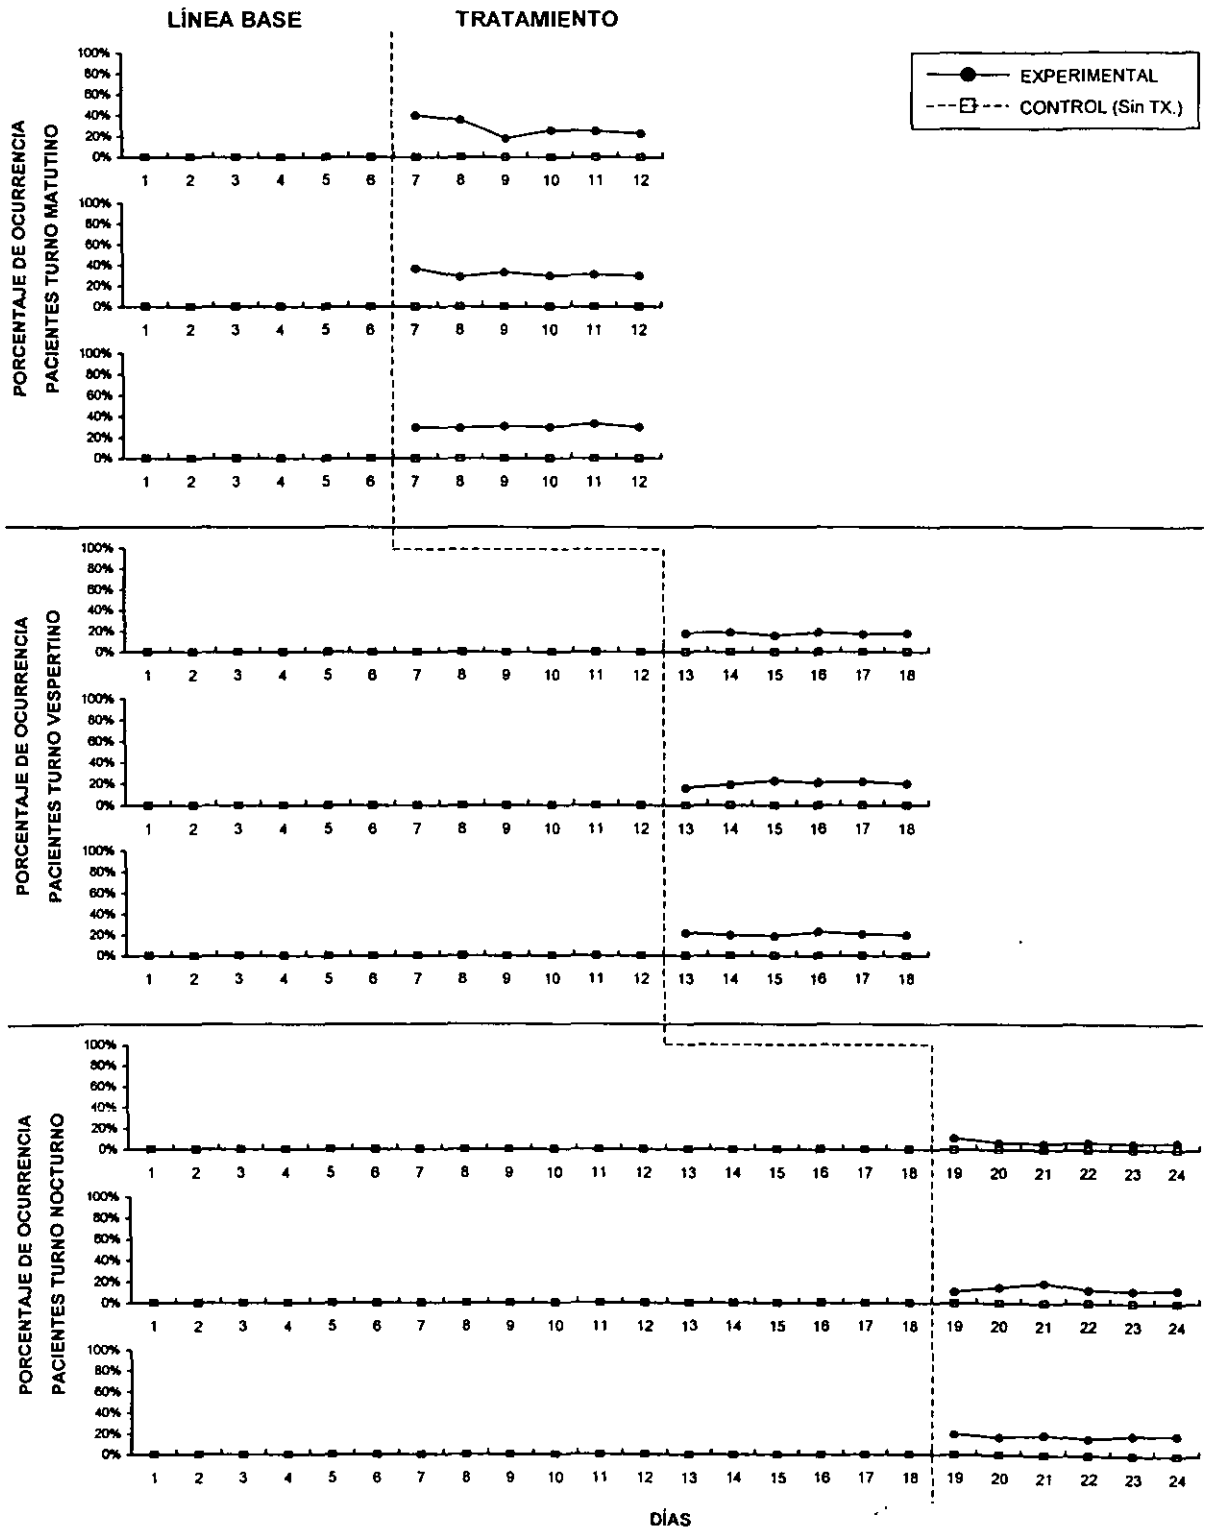 LÍNEA BASE
TRATAMIENTO
EXPERIMENTAL
CONTROL (Sin TX.)
PORCENTAJE DE OCURRENCIA
PACIENTES TURNO MATUTINO
100%
80%
60%
40%
20%
0%
1 2 3 4 5 6 7 8 9 10 11 12
100%
80%
60%
40%
20%
0%
1 2 3 4 5 6 7 8 9 10 11 12
100%
80%
60%
40%
20%
0%
1 2 3 4 5 6 7 8 9 10 11 12
PORCENTAJE DE OCURRENCIA
PACIENTES TURNO VESPERTINO
100%
80%
60%
40%
20%
0%
1 2 3 4 5 6 7 8 9 10 11 12 13 14 15 16 17 18
100%
80%
60%
40%
20%
0%
1 2 3 4 5 6 7 8 9 10 11 12 13 14 15 16 17 18
100%
80%
60%
40%
20%
0%
1 2 3 4 5 6 7 8 9 10 11 12 13 14 15 16 17 18
PORCENTAJE DE OCURRENCIA
PACIENTES TURNO NOCTURNO
100%
80%
60%
40%
20%
0%
1 2 3 4 5 6 7 8 9 10 11 12 13 14 15 16 17 18 19 20 21 22 23 24
100%
80%
60%
40%
20%
0%
1 2 3 4 5 6 7 8 9 10 11 12 13 14 15 16 17 18 19 20 21 22 23 24
100%
80%
60%
40%
20%
0%
1 2 3 4 5 6 7 8 9 10 11 12 13 14 15 16 17 18 19 20 21 22 23 24
DÍAS